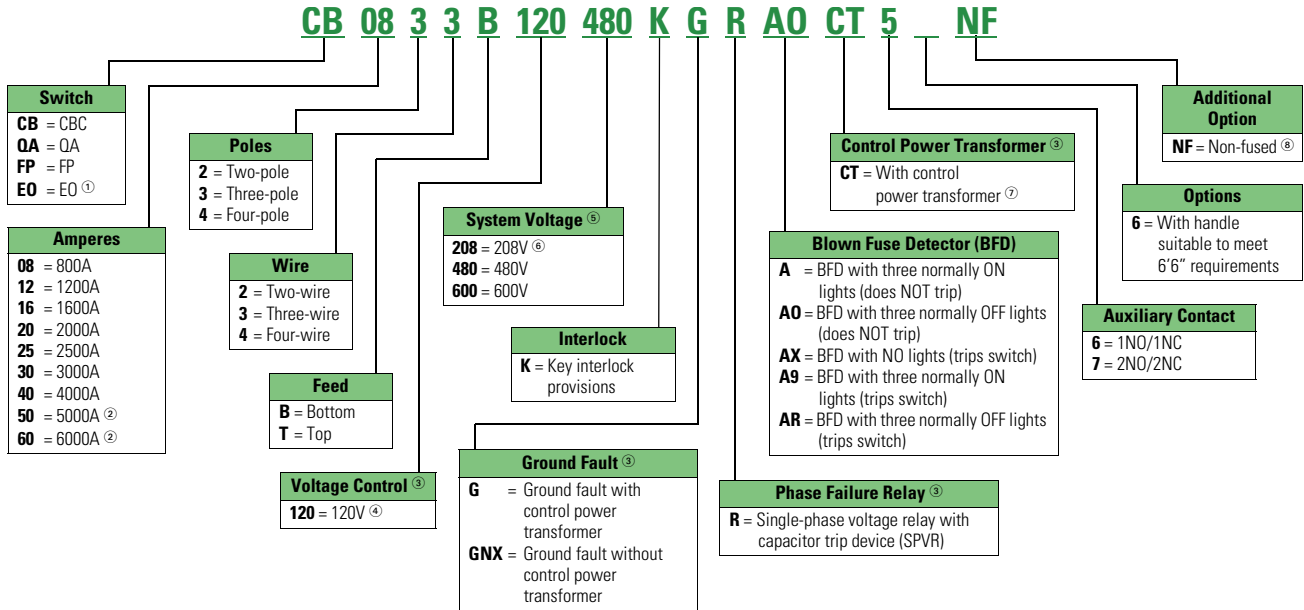 CB 08 3 3 B 120 480 K G R AO CT 5 _ NF
Switch
CB = CBC
QA = QA
FP = FP
EO = EO ①
Amperes
08 = 800A
12 = 1200A
16 = 1600A
20 = 2000A
25 = 2500A
30 = 3000A
40 = 4000A
50 = 5000A ②
60 = 6000A ②
Poles
2 = Two-pole
3 = Three-pole
4 = Four-pole
Wire
2 = Two-wire
3 = Three-wire
4 = Four-wire
Feed
B = Bottom
T = Top
Voltage Control ③
120 = 120V ④
System Voltage ⑤
208 = 208V ⑥
480 = 480V
600 = 600V
Interlock
K = Key interlock
provisions
Ground Fault ③
G = Ground fault with
control power
transformer
GNX = Ground fault without
control power
transformer
Phase Failure Relay ③
R = Single-phase voltage relay with
capacitor trip device (SPVR)
Blown Fuse Detector (BFD)
A = BFD with three normally ON
lights (does NOT trip)
AO = BFD with three normally OFF lights
(does NOT trip)
AX = BFD with NO lights (trips switch)
A9 = BFD with three normally ON
lights (trips switch)
AR = BFD with three normally OFF lights
(trips switch)
Control Power Transformer ③
CT = With control
power transformer ⑦
Auxiliary Contact
6 = 1NO/1NC
7 = 2NO/2NC
Options
6 = With handle
suitable to meet
6'6" requirements
Additional
Option
NF = Non-fused ⑧